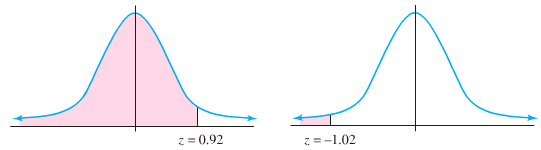 z = 0.92
z = –1.02